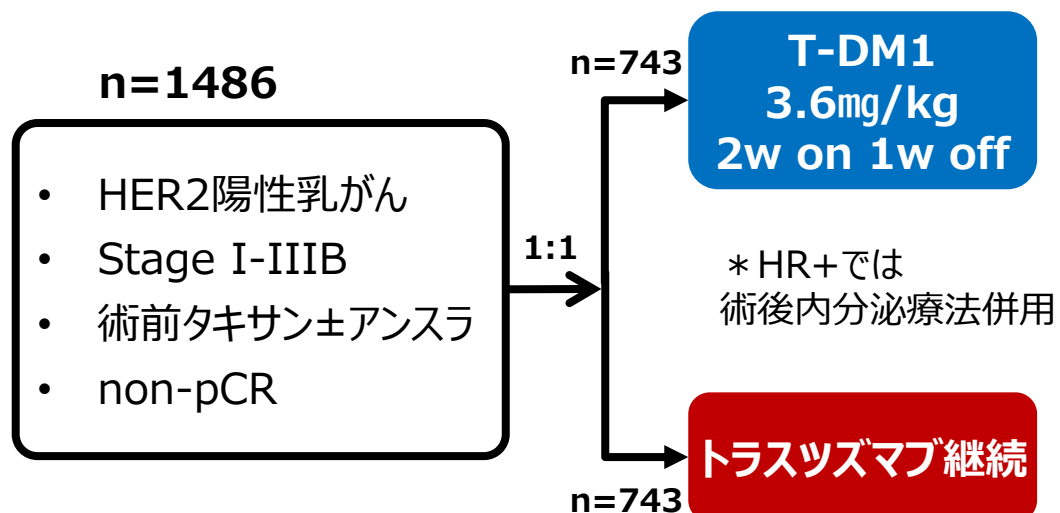 n=1486
• HER2陽性乳がん
• Stage I-IIIB
• 術前タキサン±アンスラ
• non-pCR
1:1
n=743
T-DM1
3.6㎎/kg
2w on 1w off
＊HR+では
術後内分泌療法併用
トラスツズマブ継続
n=743